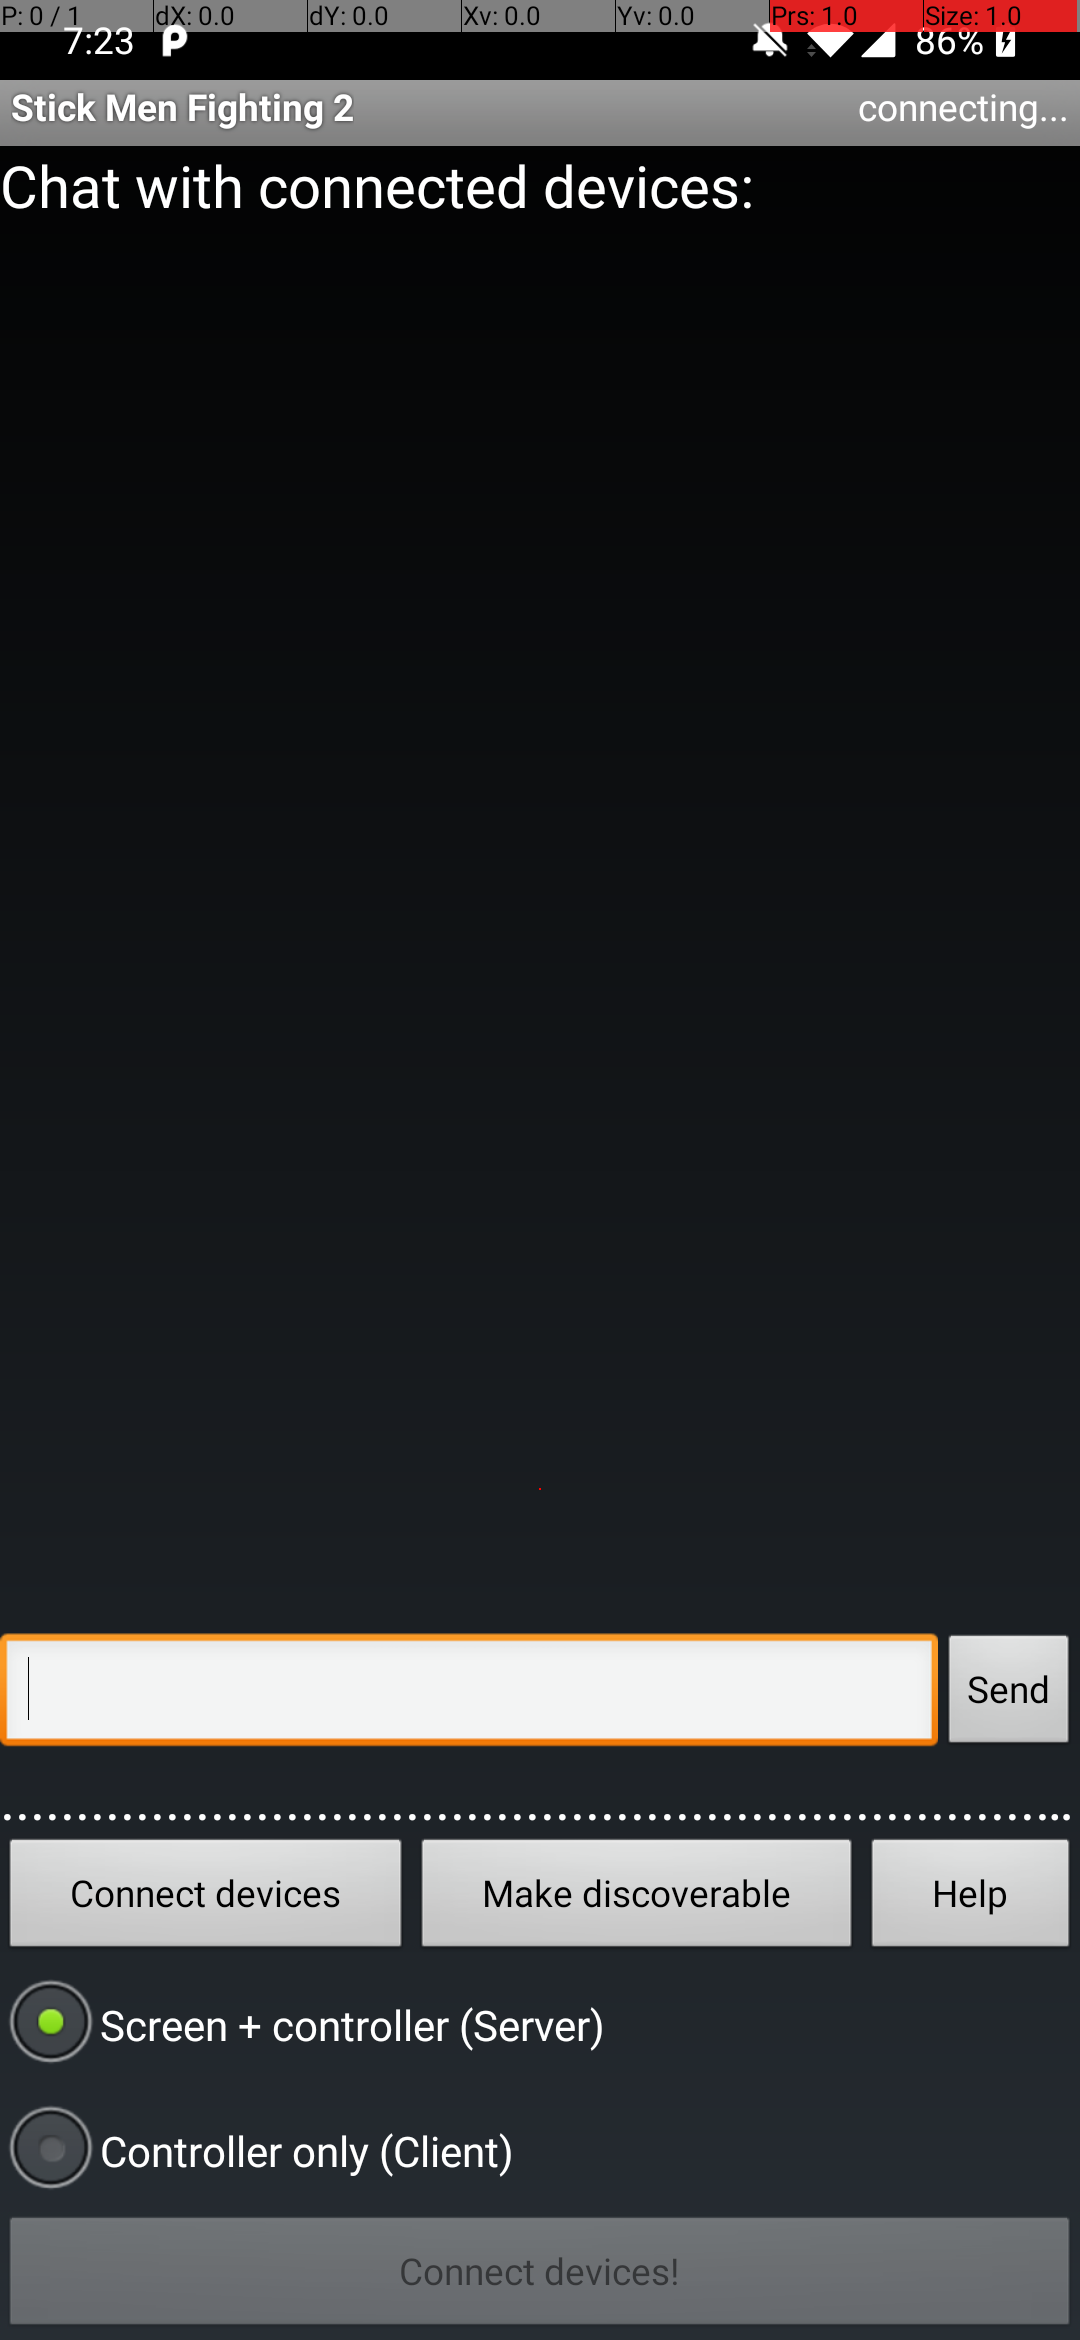 P: 0 / 1 dX: 0.0 dY: 0.0 Xv: 0.0 Yv: 0.0 Prs: 1.0 Size: 1.0
7:23 86%
Stick Men Fighting 2 connecting...
Chat with connected devices:
Send
Connect devices Make discoverable Help
Screen + controller (Server)
Controller only (Client)
Connect devices!